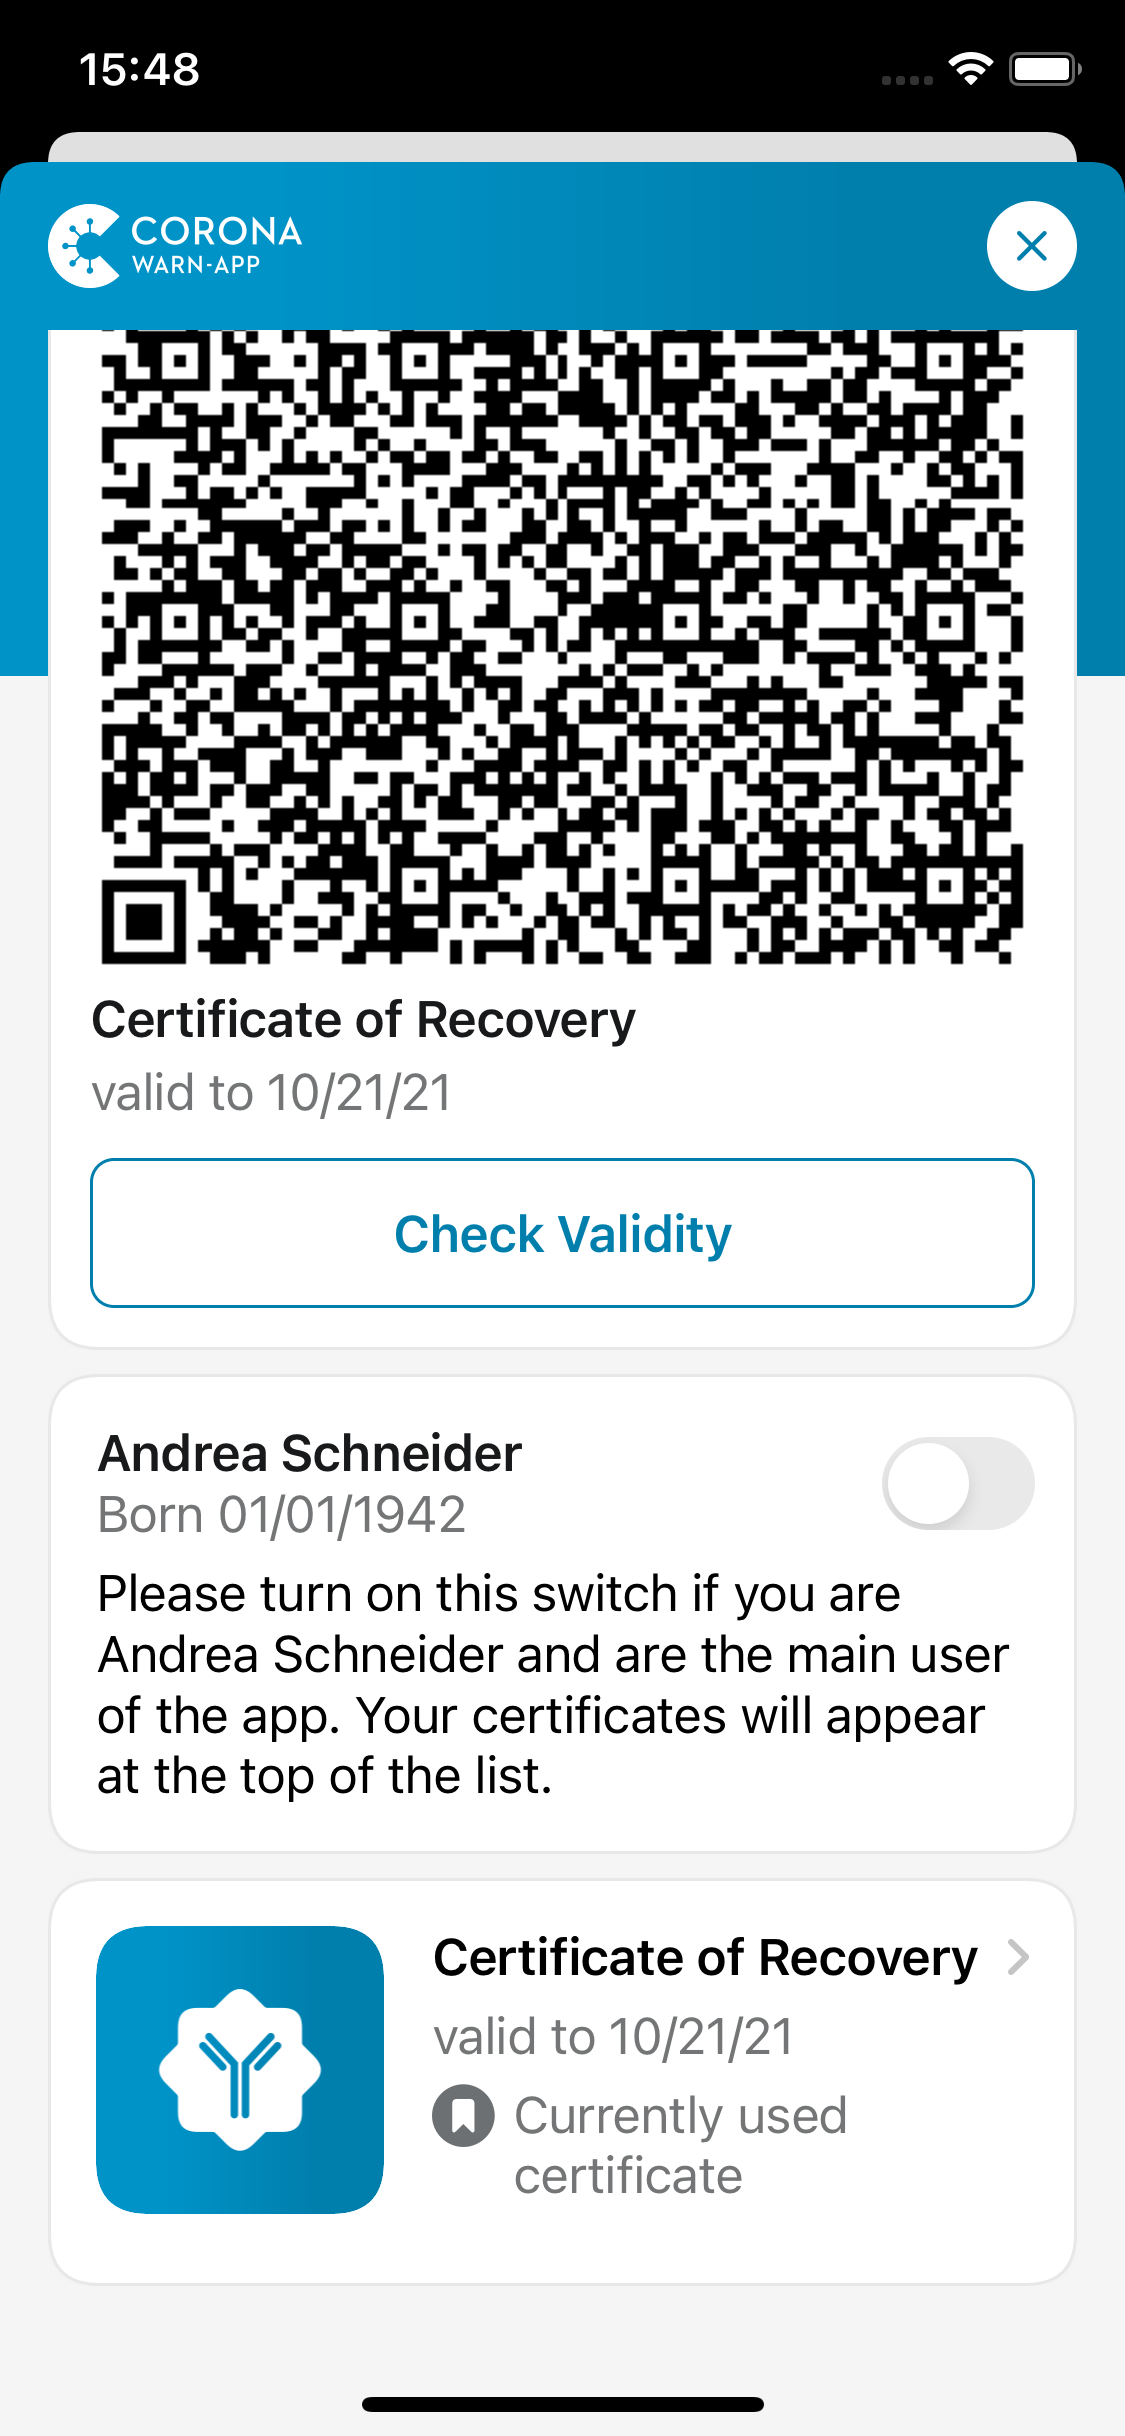 15:48
CORONA
WARN-APP
Certificate of Recovery
valid to 10/21/21
Check Validity
Andrea Schneider
Born 01/01/1942
Please turn on this switch if you are
Andrea Schneider and are the main user
of the app. Your certificates will appear
at the top of the list.
Certificate of Recovery
valid to 10/21/21
Currently used
certificate